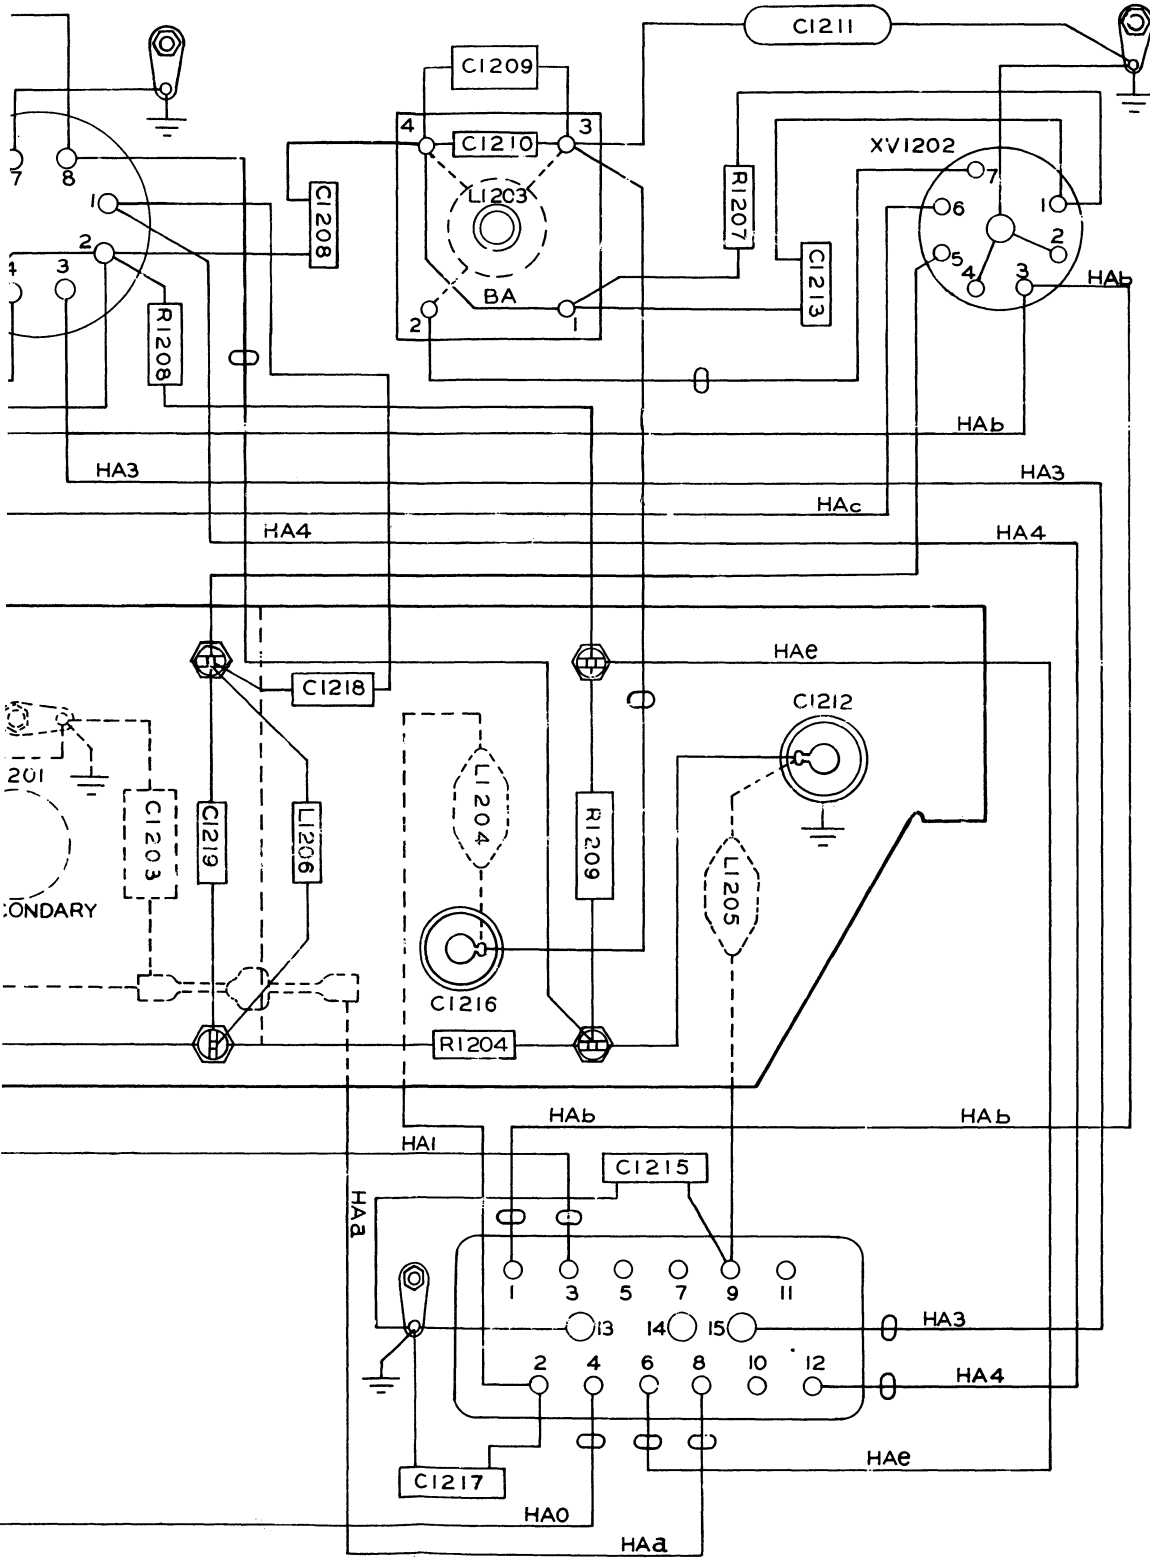 C1211
C1209
4
3
C1210
XV1202
7
8
7
1
C1208
L1203
R1207
6
1
2
2
5
4
3
4
3
C1213
HAb
BA
2
1
R1208
HAb
HA3
HA3
HAc
HA4
HA4
HAe
C1218
C1212
201
C1203
C1219
L1206
L1204
R1209
L1205
CONDARY
C1216
R1204
HAb
HAb
HA1
C1215
HAa
1
3
5
7
9
11
13
14
15
HA3
2
4
6
8
10
12
HA4
HAe
C1217
HA0
HAa